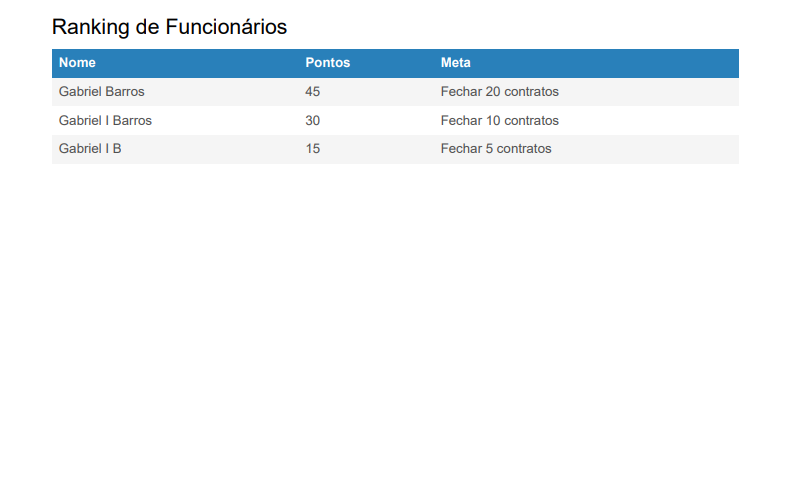 Ranking de Funcionários
Nome Pontos Meta
Gabriel Barros 45 Fechar 20 contratos
Gabriel I Barros 30 Fechar 10 contratos
Gabriel I B 15 Fechar 5 contratos